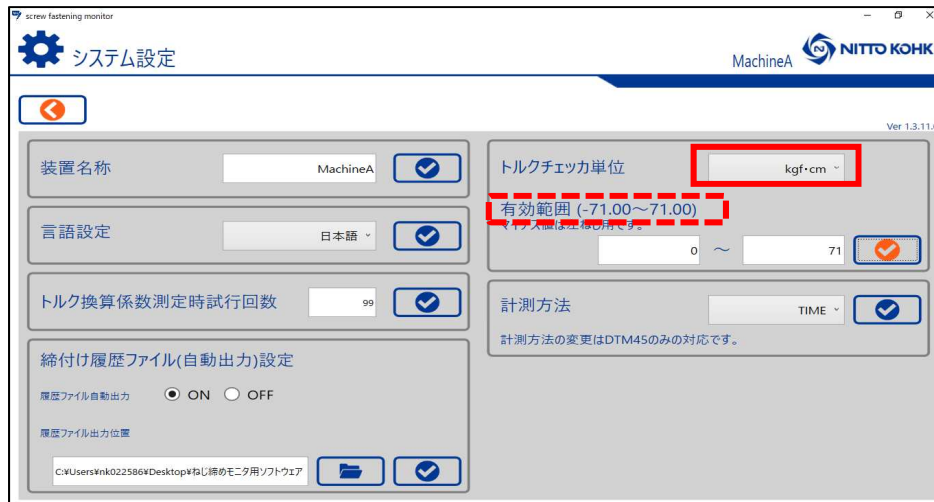 screw fastening monitor
システム設定
MachineA
NITTO KOHK
Ver 1.3.11.
装置名称
MachineA
言語設定
日本語
トルク換算係数測定時試行回数
99
締付け履歴ファイル(自動出力)設定
履歴ファイル自動出力 ON OFF
履歴ファイル出力位置
C:¥Users¥nk022586¥Desktop¥ねじ締めモニタ用ソフトウェア
トルクチェッカ単位
kgf・cm
有効範囲 (-71.00～71.00)
マイナス値は左ねじ用です。
0 ～ 71
計測方法
TIME
計測方法の変更はDTM45のみの対応です。